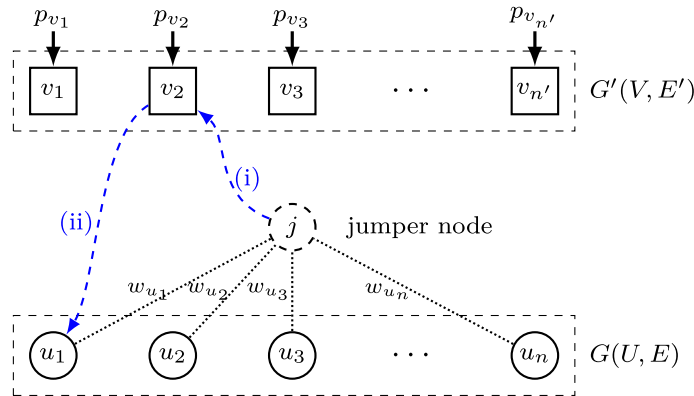 p_{v_1} p_{v_2} p_{v_3} p_{v_{n'}}
v_1 v_2 v_3 ⋯ v_{n'} G'(V, E')
(i)
(ii) j jumper node
w_{u_1} w_{u_2} w_{u_3} w_{u_n}
u_1 u_2 u_3 ⋯ u_n G(U, E)